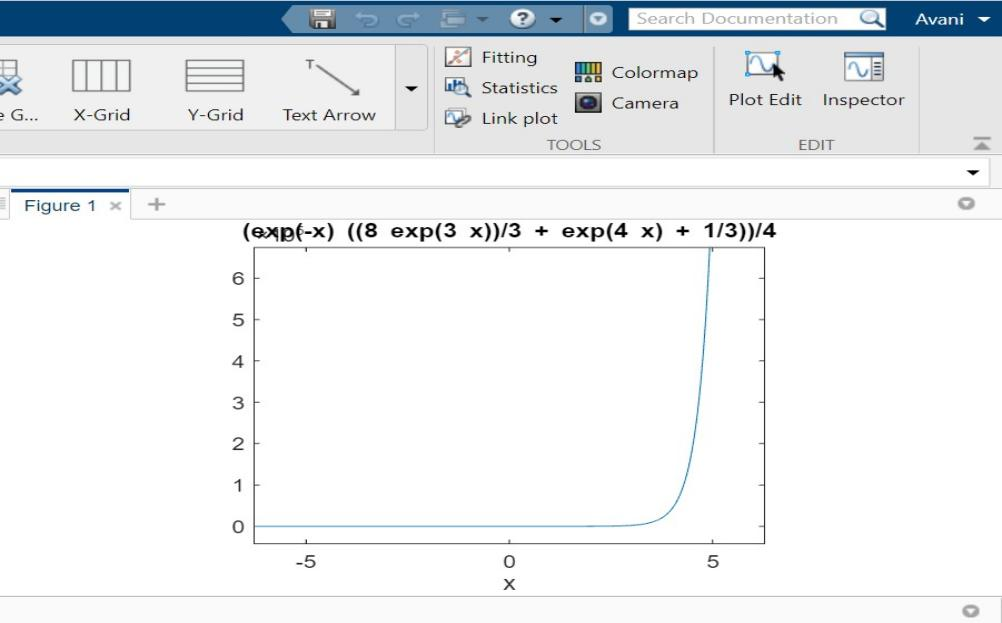 Search Documentation
Avani
Fitting
Statistics
Link plot
Colormap
Camera
e G...
X-Grid
Y-Grid
Text Arrow
Plot Edit
Inspector
TOOLS
EDIT
Figure 1
(exp(-x) ((8 exp(3 x))/3 + exp(4 x) + 1/3))/4
6
5
4
3
2
1
0
-5
0
5
x